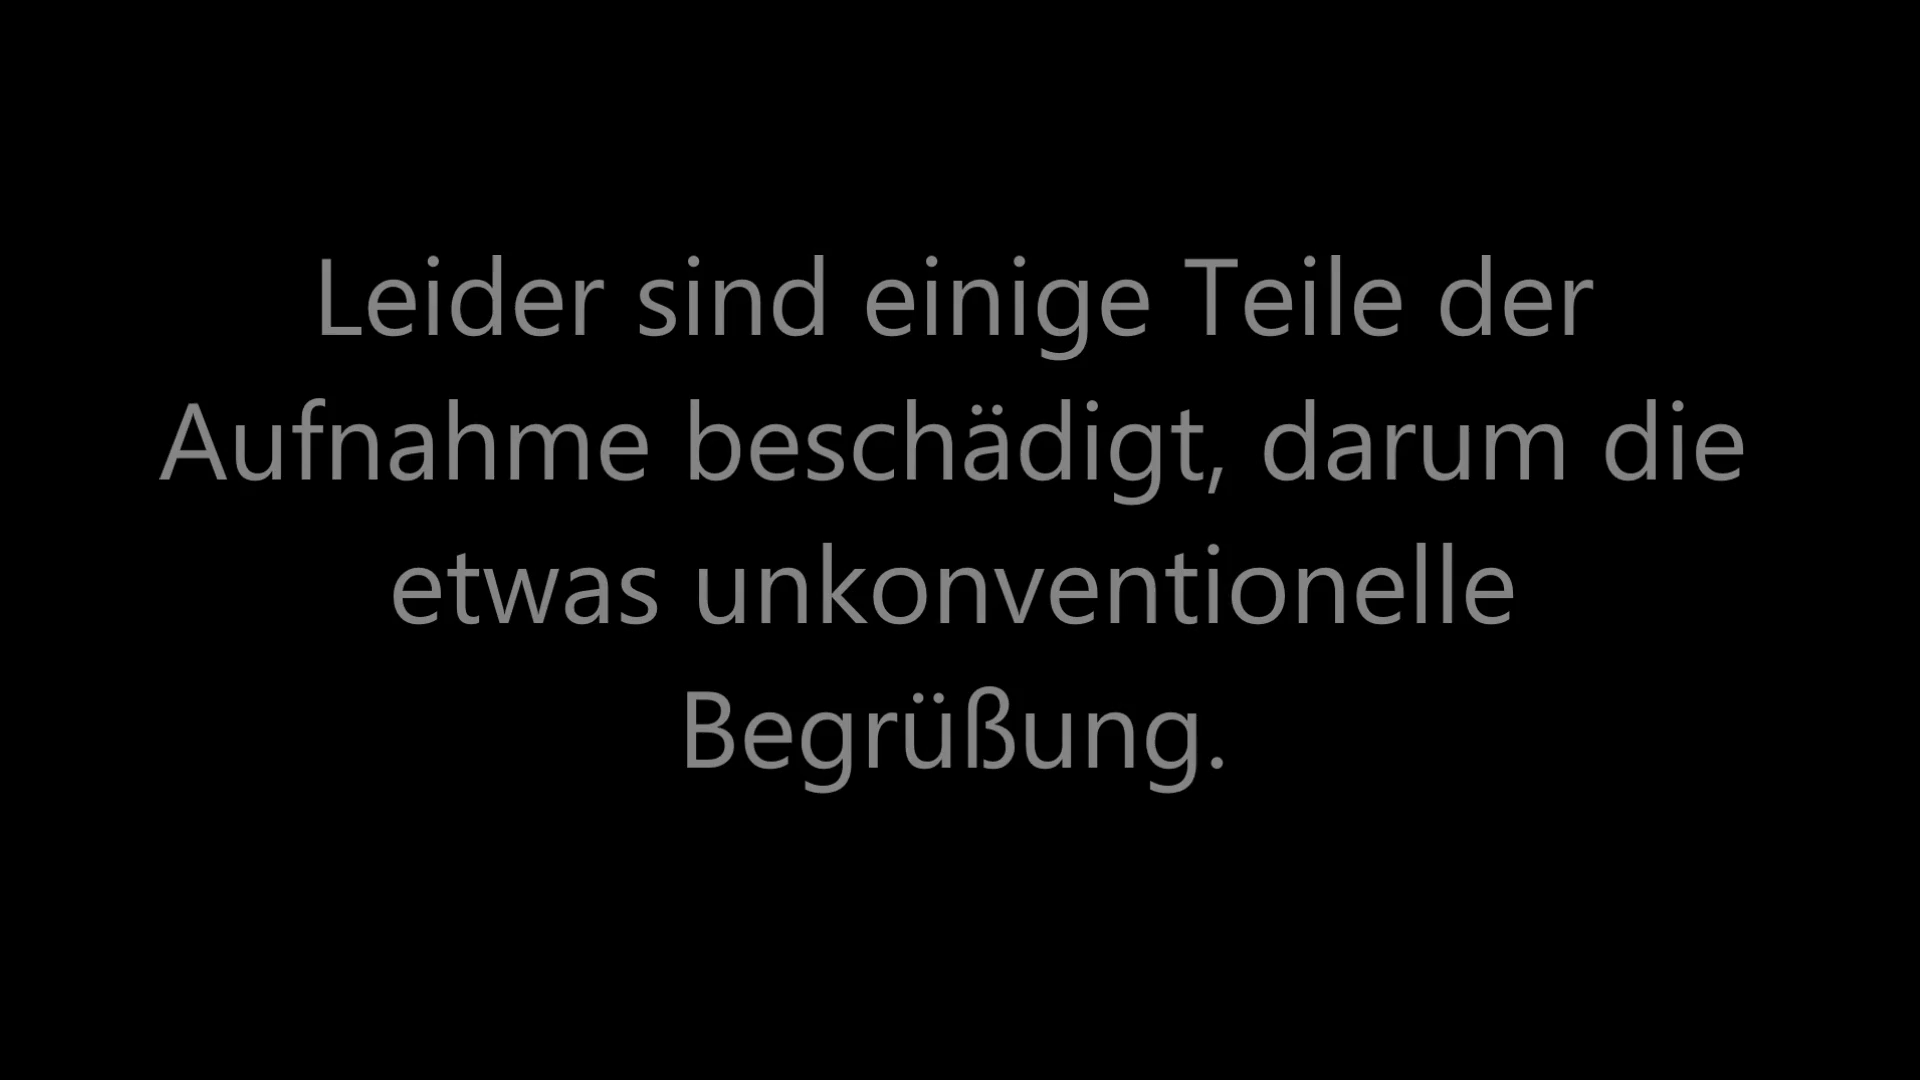 Leider sind einige Teile der
Aufnahme beschädigt, darum die
etwas unkonventionelle
Begrüßung.